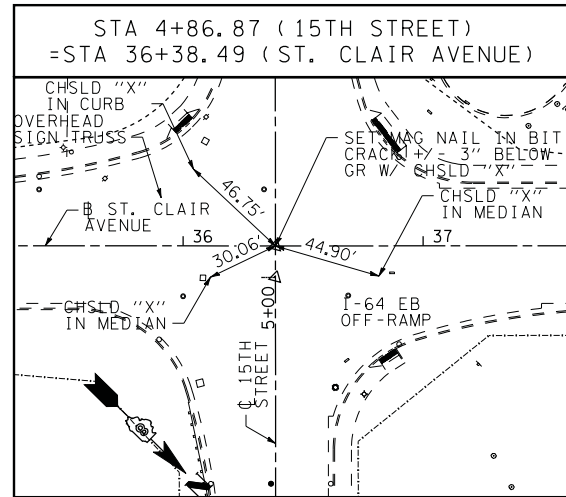 STA 4+86.87 (15TH STREET)
=STA 36+38.49 (ST. CLAIR AVENUE)
CHSLD "X"
IN CURB
OVERHEAD
SIGN TRUSS
SET MAG NAIL IN BIT
CRACK +/- 3" BELOW
GR W/ CHSLD "X"
46.75'
CHSLD "X"
IN MEDIAN
B ST. CLAIR
AVENUE
36
37
30.06'
44.90'
CHSLD "X"
IN MEDIAN
5+00
I-64 EB
OFF-RAMP
℄ 15TH
STREET